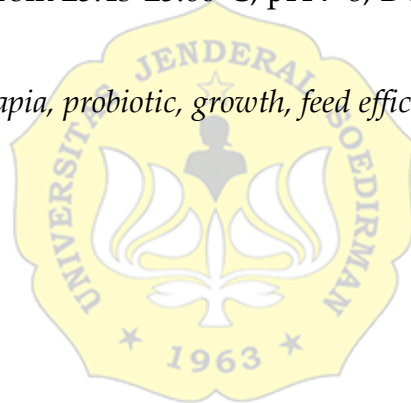 apia, probiotic, growth, feed effic
UNIVERSITAS JENDERAL SOEDIRMAN
1963